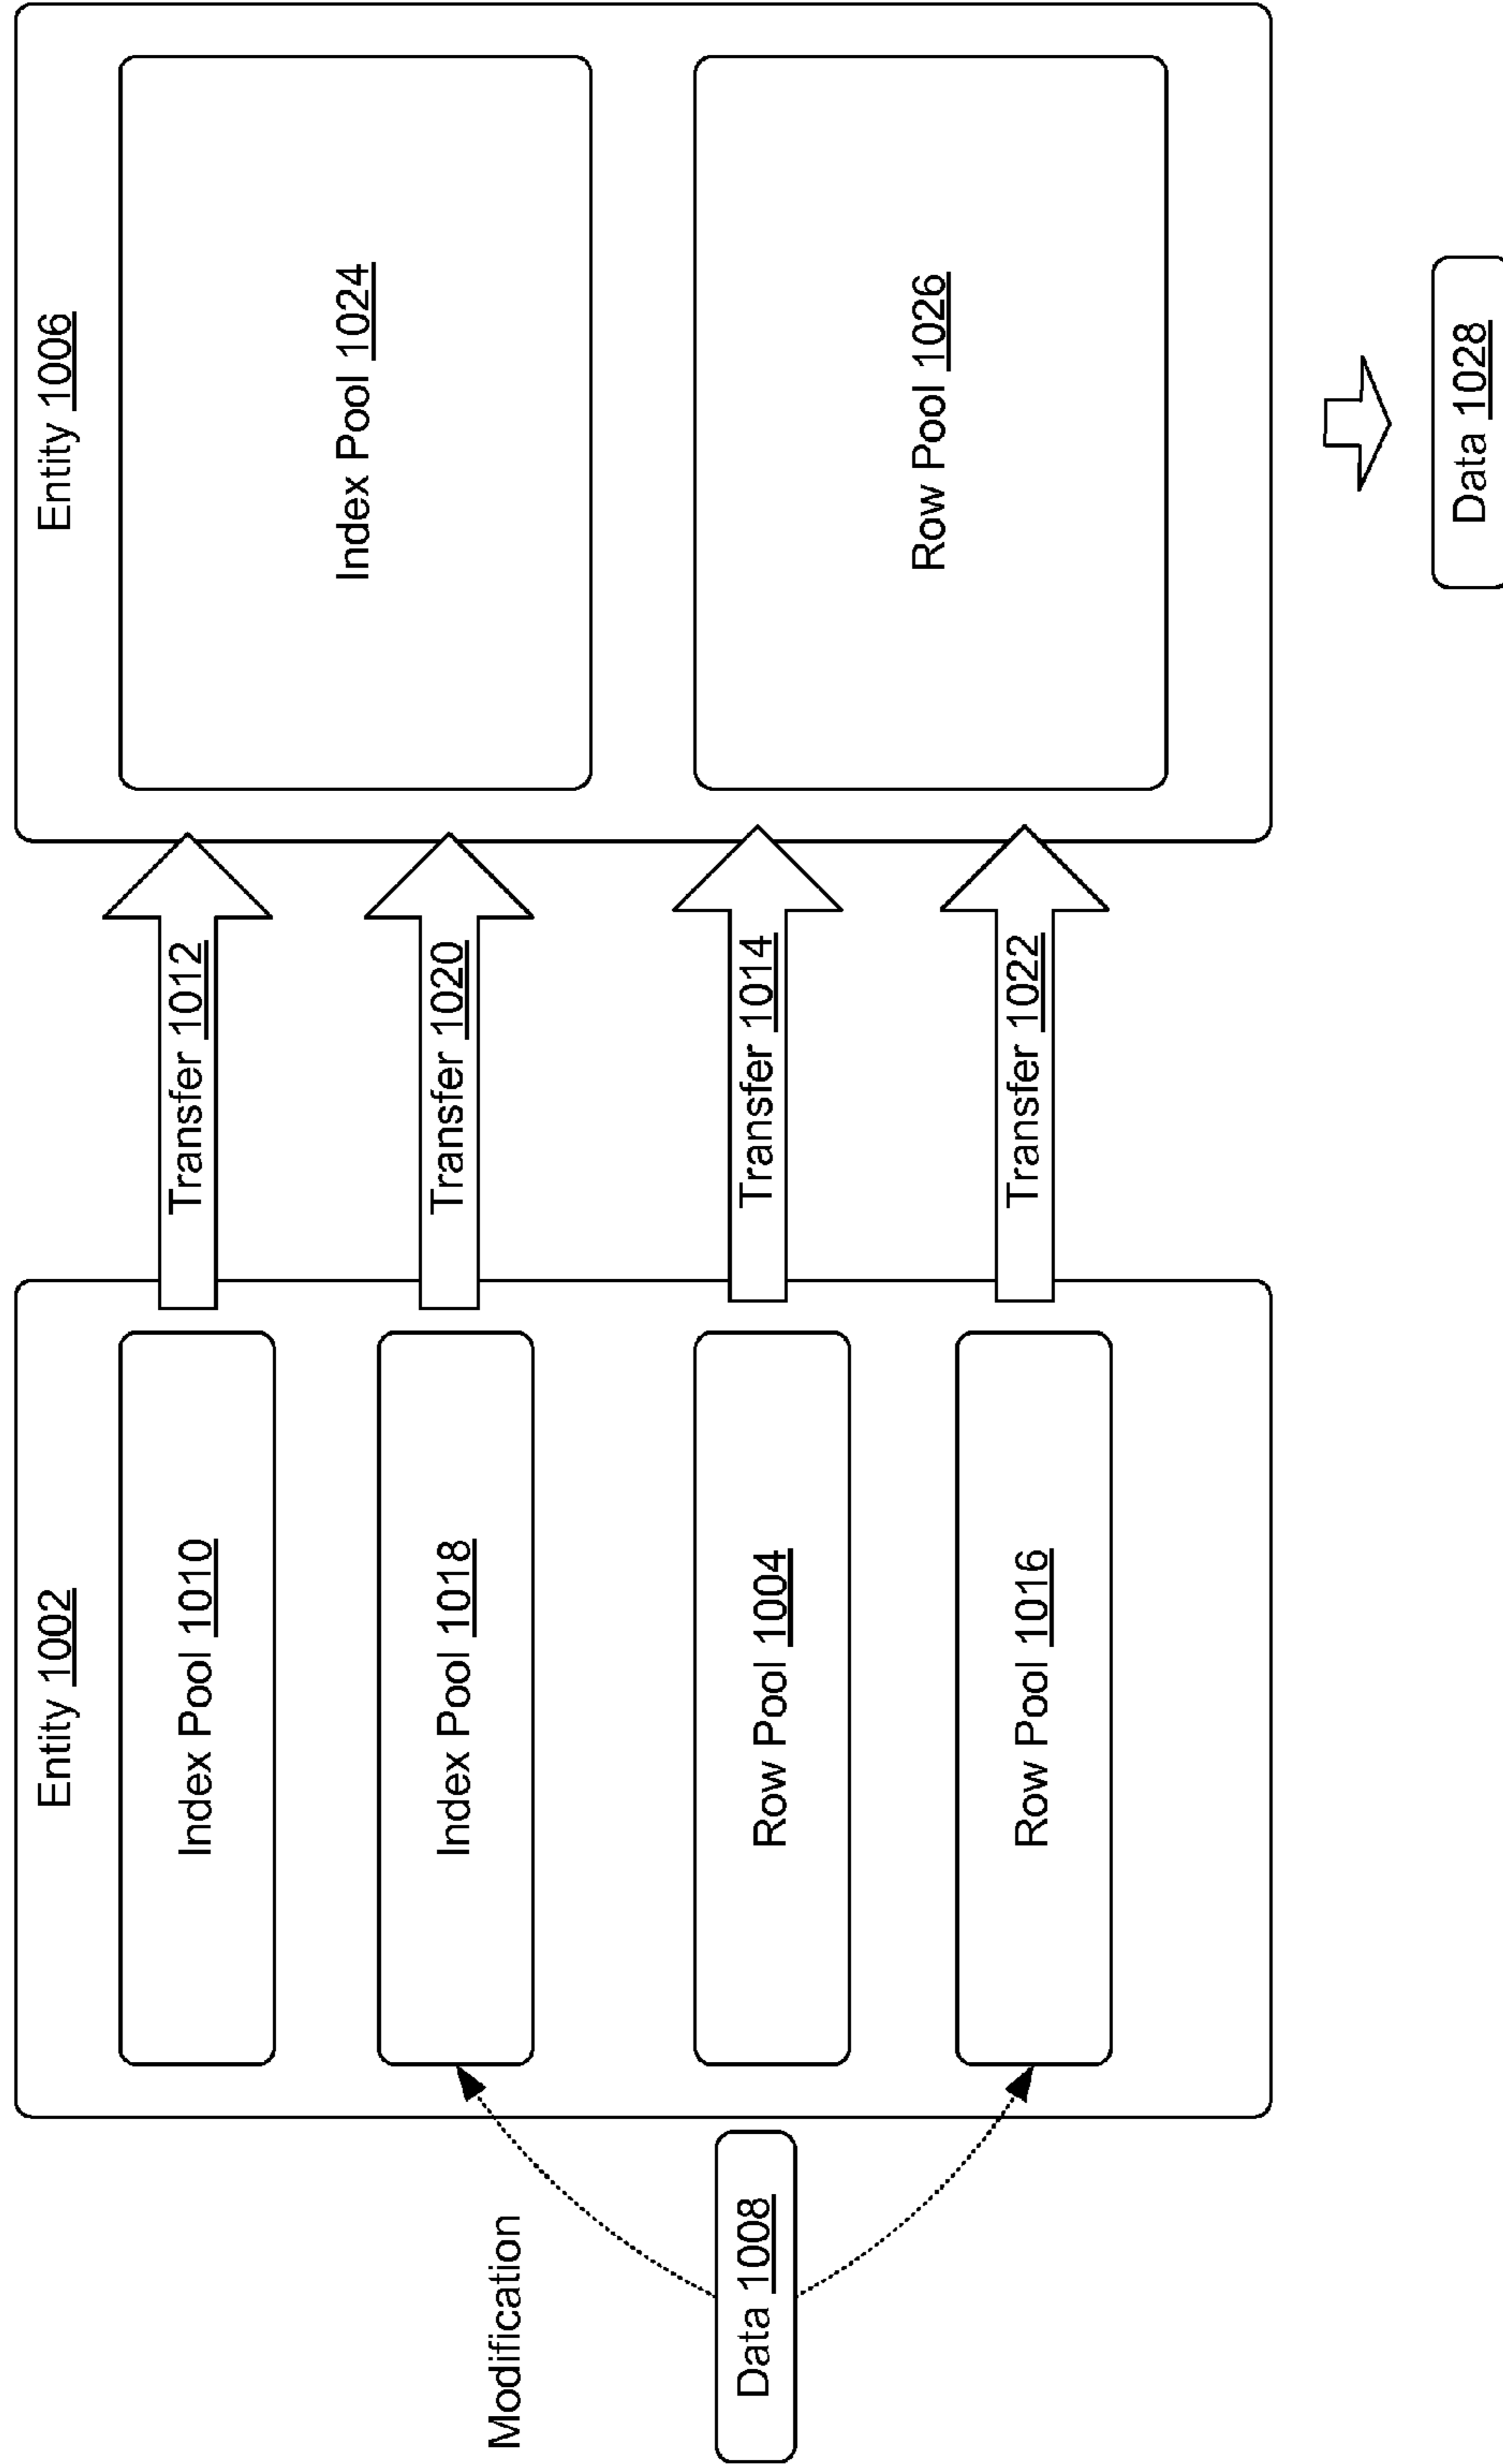 Modification
Data 1008
Entity 1002
Index Pool 1010
Index Pool 1018
Row Pool 1004
Row Pool 1016
Transfer 1012
Transfer 1020
Transfer 1014
Transfer 1022
Entity 1006
Index Pool 1024
Row Pool 1026
Data 1028